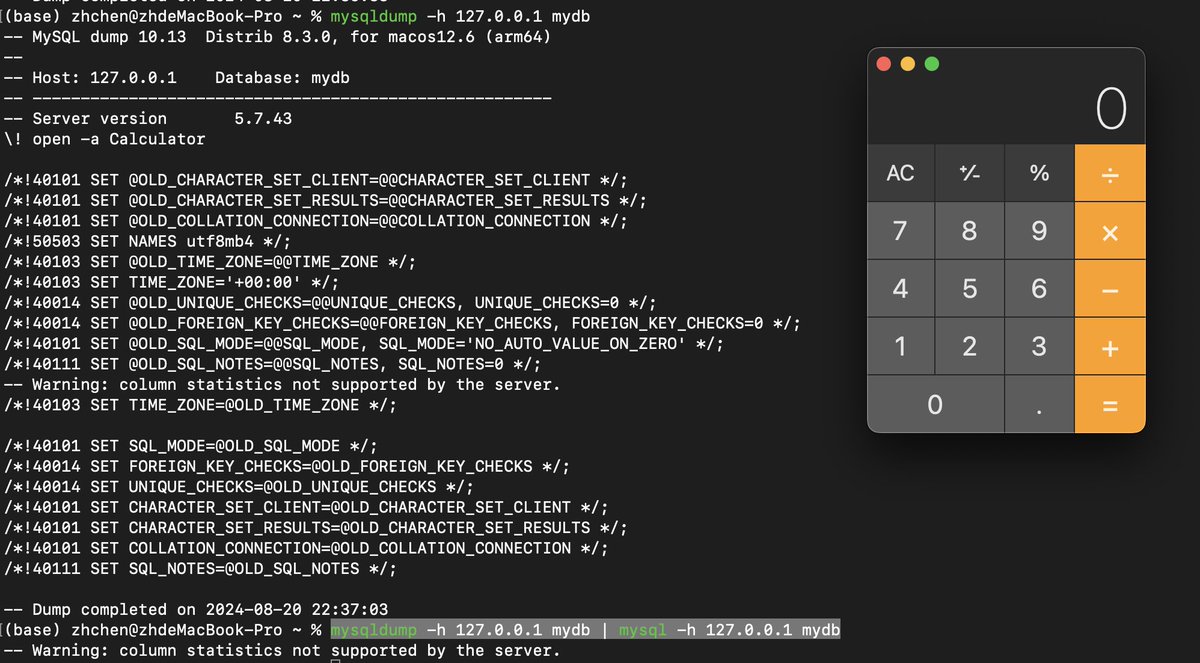 (base) zhchen@zhdeMacBook-Pro ~ % mysqldump -h 127.0.0.1 mydb
-- MySQL dump 10.13  Distrib 8.3.0, for macos12.6 (arm64)
--
-- Host: 127.0.0.1    Database: mydb
-- ------------------------------------------------------
-- Server version       5.7.43
\! open -a Calculator
/*!40101 SET @OLD_CHARACTER_SET_CLIENT=@@CHARACTER_SET_CLIENT */;
/*!40101 SET @OLD_CHARACTER_SET_RESULTS=@@CHARACTER_SET_RESULTS */;
/*!40101 SET @OLD_COLLATION_CONNECTION=@@COLLATION_CONNECTION */;
/*!50503 SET NAMES utf8mb4 */;
/*!40103 SET @OLD_TIME_ZONE=@@TIME_ZONE */;
/*!40103 SET TIME_ZONE='+00:00' */;
/*!40014 SET @OLD_UNIQUE_CHECKS=@@UNIQUE_CHECKS, UNIQUE_CHECKS=0 */;
/*!40014 SET @OLD_FOREIGN_KEY_CHECKS=@@FOREIGN_KEY_CHECKS, FOREIGN_KEY_CHECKS=0 */;
/*!40101 SET @OLD_SQL_MODE=@@SQL_MODE, SQL_MODE='NO_AUTO_VALUE_ON_ZERO' */;
/*!40111 SET @OLD_SQL_NOTES=@@SQL_NOTES, SQL_NOTES=0 */;
-- Warning: column statistics not supported by the server.
/*!40103 SET TIME_ZONE=@OLD_TIME_ZONE */;
/*!40101 SET SQL_MODE=@OLD_SQL_MODE */;
/*!40014 SET FOREIGN_KEY_CHECKS=@OLD_FOREIGN_KEY_CHECKS */;
/*!40014 SET UNIQUE_CHECKS=@OLD_UNIQUE_CHECKS */;
/*!40101 SET CHARACTER_SET_CLIENT=@OLD_CHARACTER_SET_CLIENT */;
/*!40101 SET CHARACTER_SET_RESULTS=@OLD_CHARACTER_SET_RESULTS */;
/*!40101 SET COLLATION_CONNECTION=@OLD_COLLATION_CONNECTION */;
/*!40111 SET SQL_NOTES=@OLD_SQL_NOTES */;
-- Dump completed on 2024-08-20 22:37:03
(base) zhchen@zhdeMacBook-Pro ~ % mysqldump -h 127.0.0.1 mydb | mysql -h 127.0.0.1 mydb
-- Warning: column statistics not supported by the server.
0
AC +/- % ÷
7 8 9 ×
4 5 6 −
1 2 3 +
0 . =